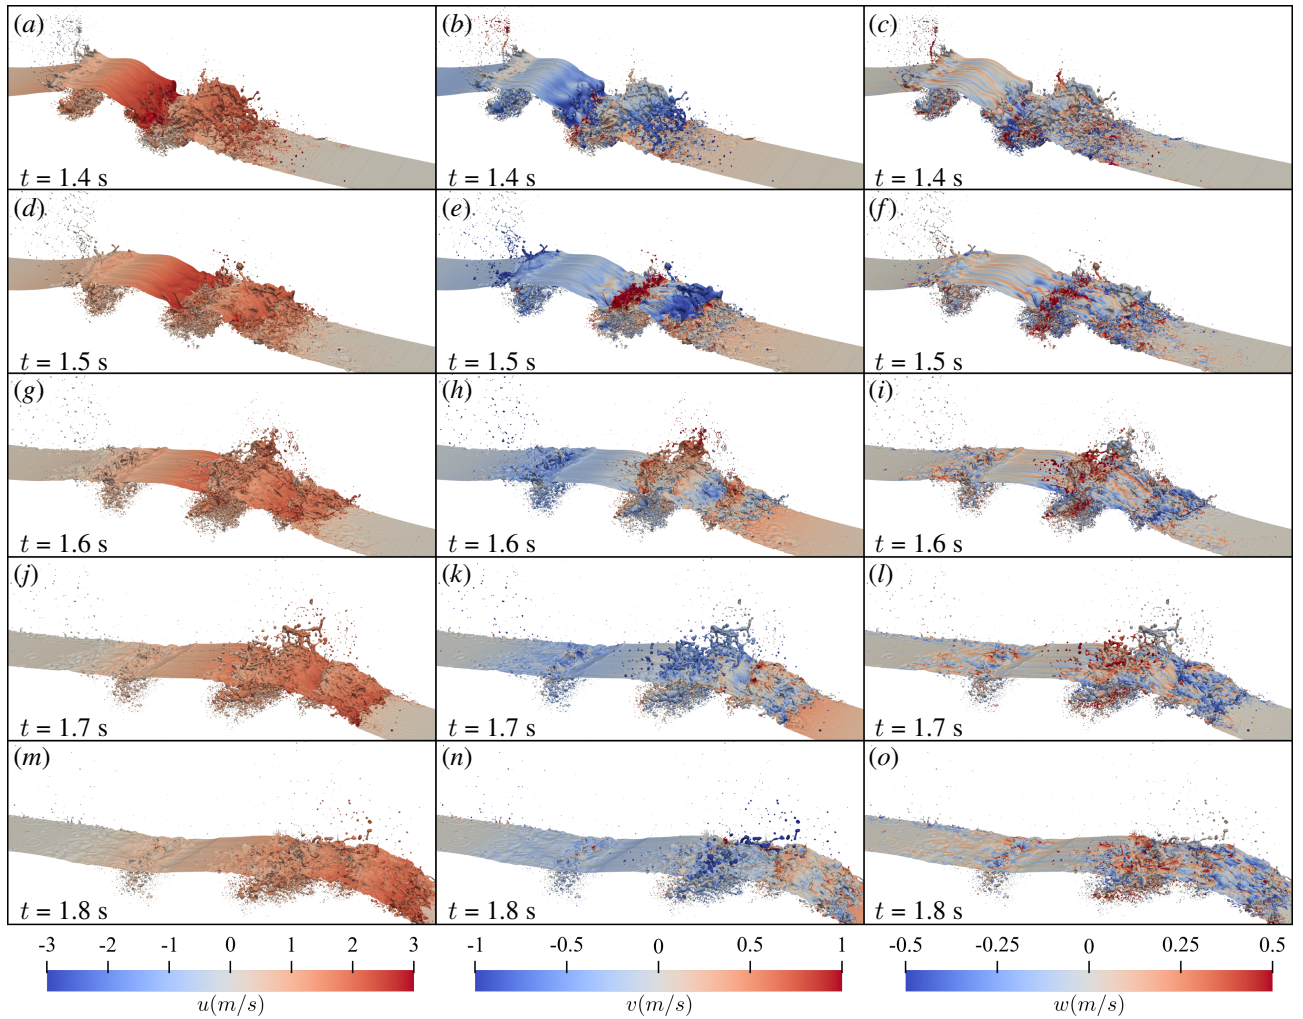 (a) (b) (c)
t = 1.4 s t = 1.4 s t = 1.4 s
(d) (e) (f)
t = 1.5 s t = 1.5 s t = 1.5 s
(g) (h) (i)
t = 1.6 s t = 1.6 s t = 1.6 s
(j) (k) (l)
t = 1.7 s t = 1.7 s t = 1.7 s
(m) (n) (o)
t = 1.8 s t = 1.8 s t = 1.8 s
-3 -2 -1 0 1 2 3 -1 -0.5 0 0.5 1 -0.5 -0.25 0 0.25 0.5
u(m/s) v(m/s) w(m/s)